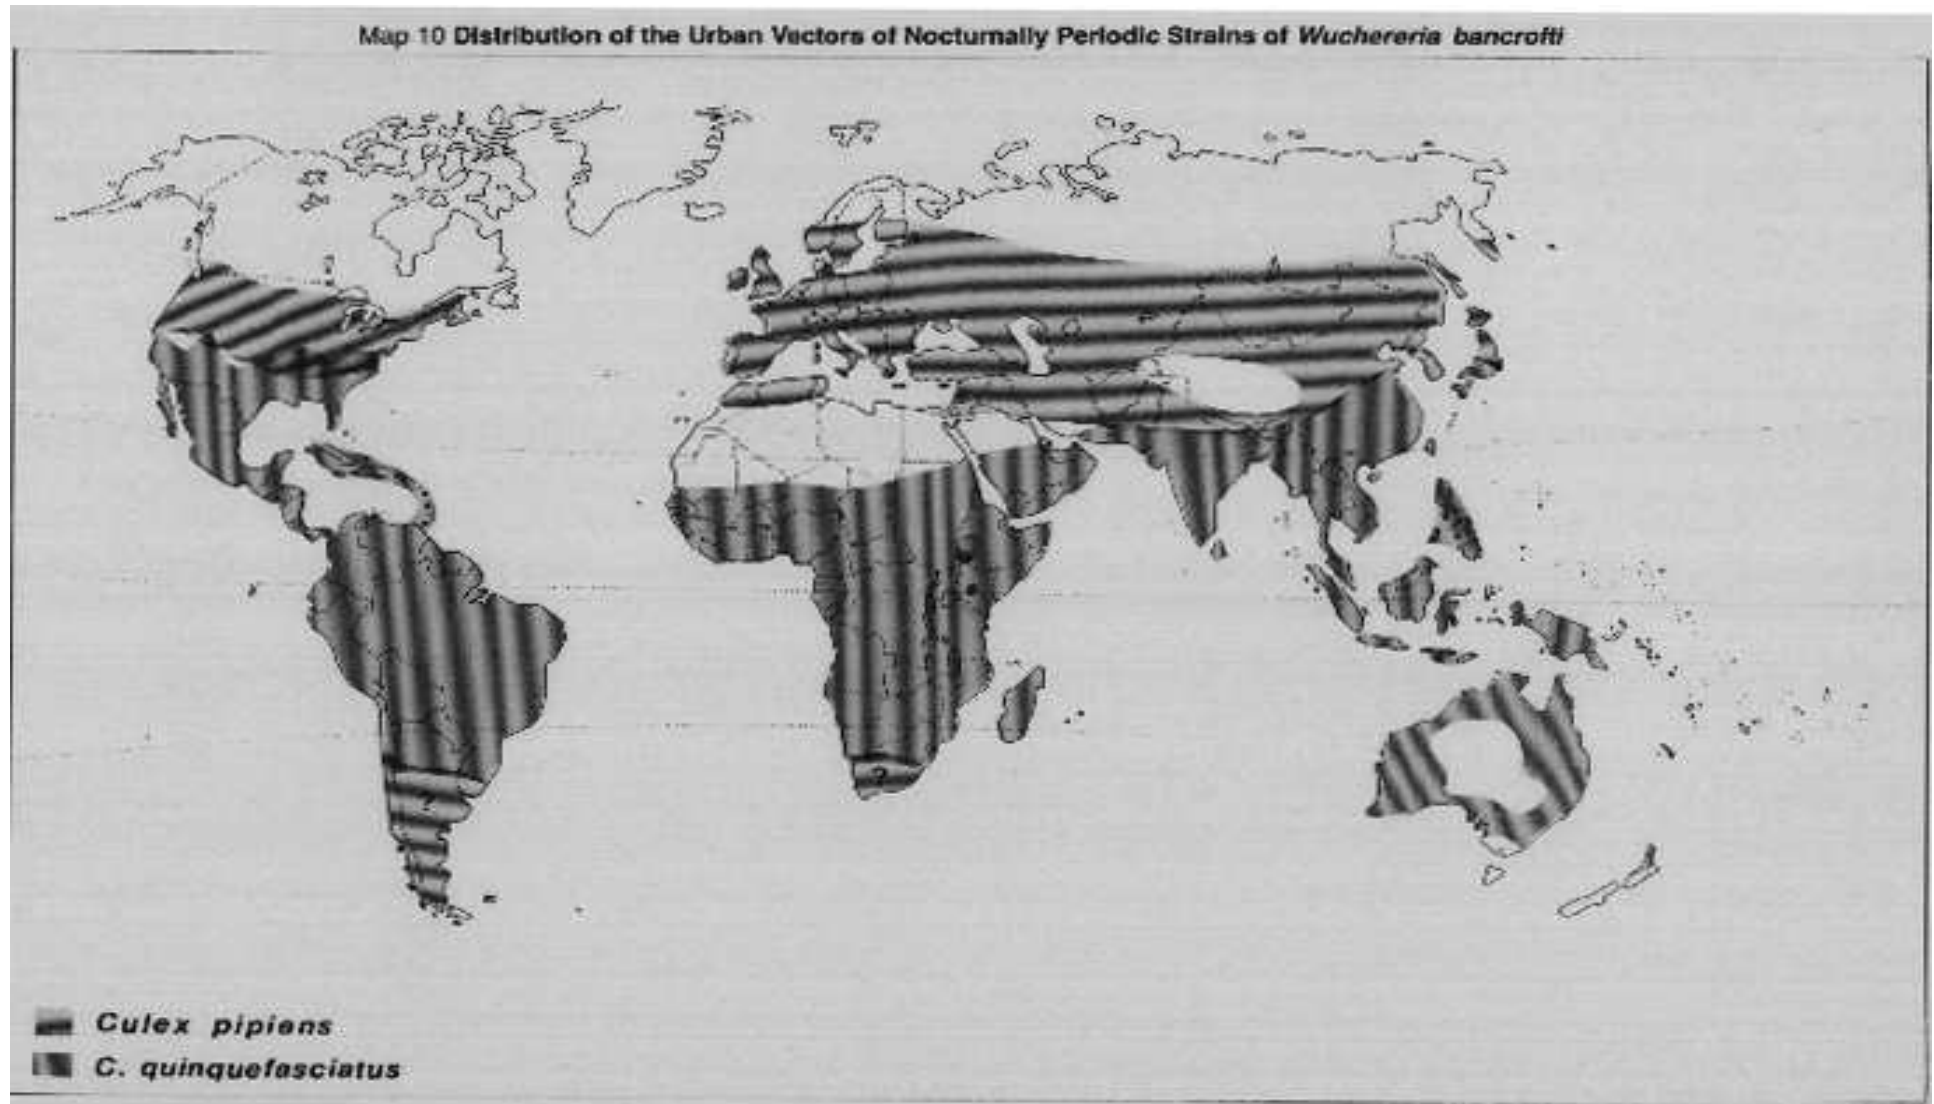 Map 10 Distribution of the Urban Vectors of Nocturnally Periodic Strains of Wuchereria bancrofti
?
?
Culex pipiens
C. quinquefasciatus